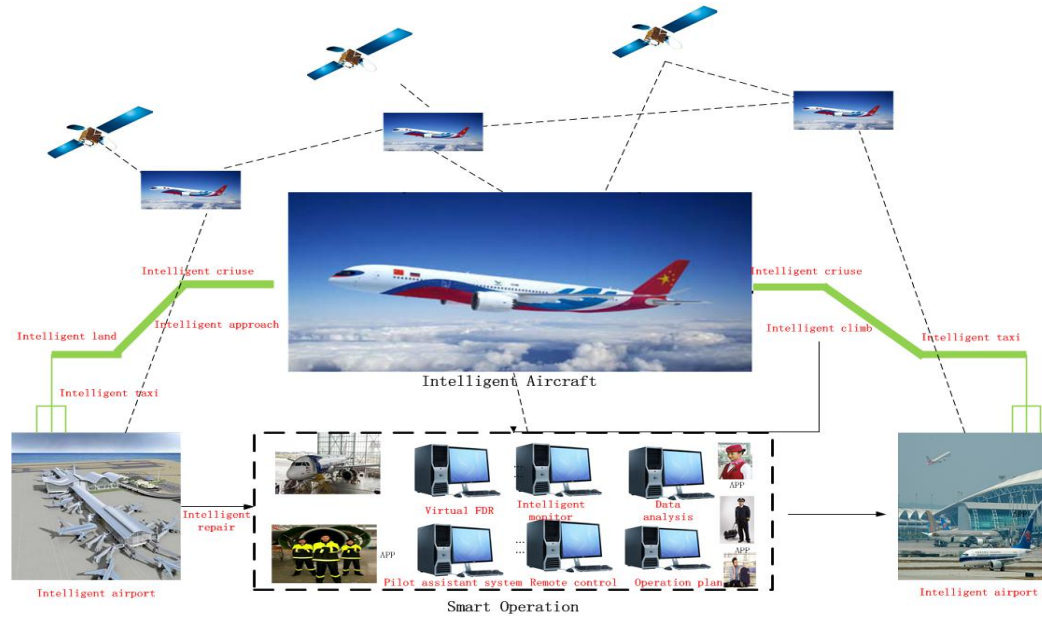 Intelligent criuse
Intelligent criuse
Intelligent land
Intelligent approach
Intelligent climb
Intelligent taxi
Intelligent Aircraft
Intelligent taxi
APP
Virtual FDR
Intelligent
monitor
Data
analysis
Intelligent
repair
APP
APP
Pilot assistant system
Remote control
Operation plan
Intelligent airport
Intelligent airport
Smart Operation